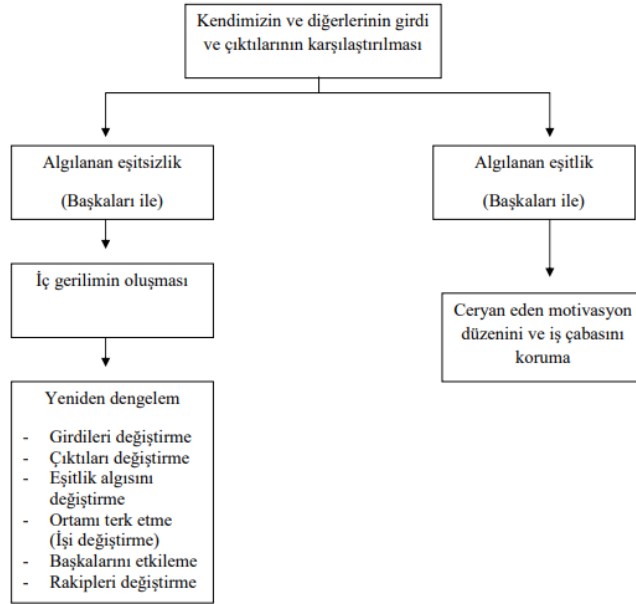 Kendimizin ve diğerlerinin girdi
ve çıktılarının karşılaştırılması
Algılanan eşitsizlik
(Başkaları ile)
Algılanan eşitlik
(Başkaları ile)
İç gerilimin oluşması
Ceryan eden motivasyon
düzenini ve iş çabasını
koruma
Yeniden dengelem
- Girdileri değiştirme
- Çıktıları değiştirme
- Eşitlik algısını
değiştirme
- Ortamı terk etme
(İşi değiştirme)
- Başkalarını etkileme
- Rakipleri değiştirme